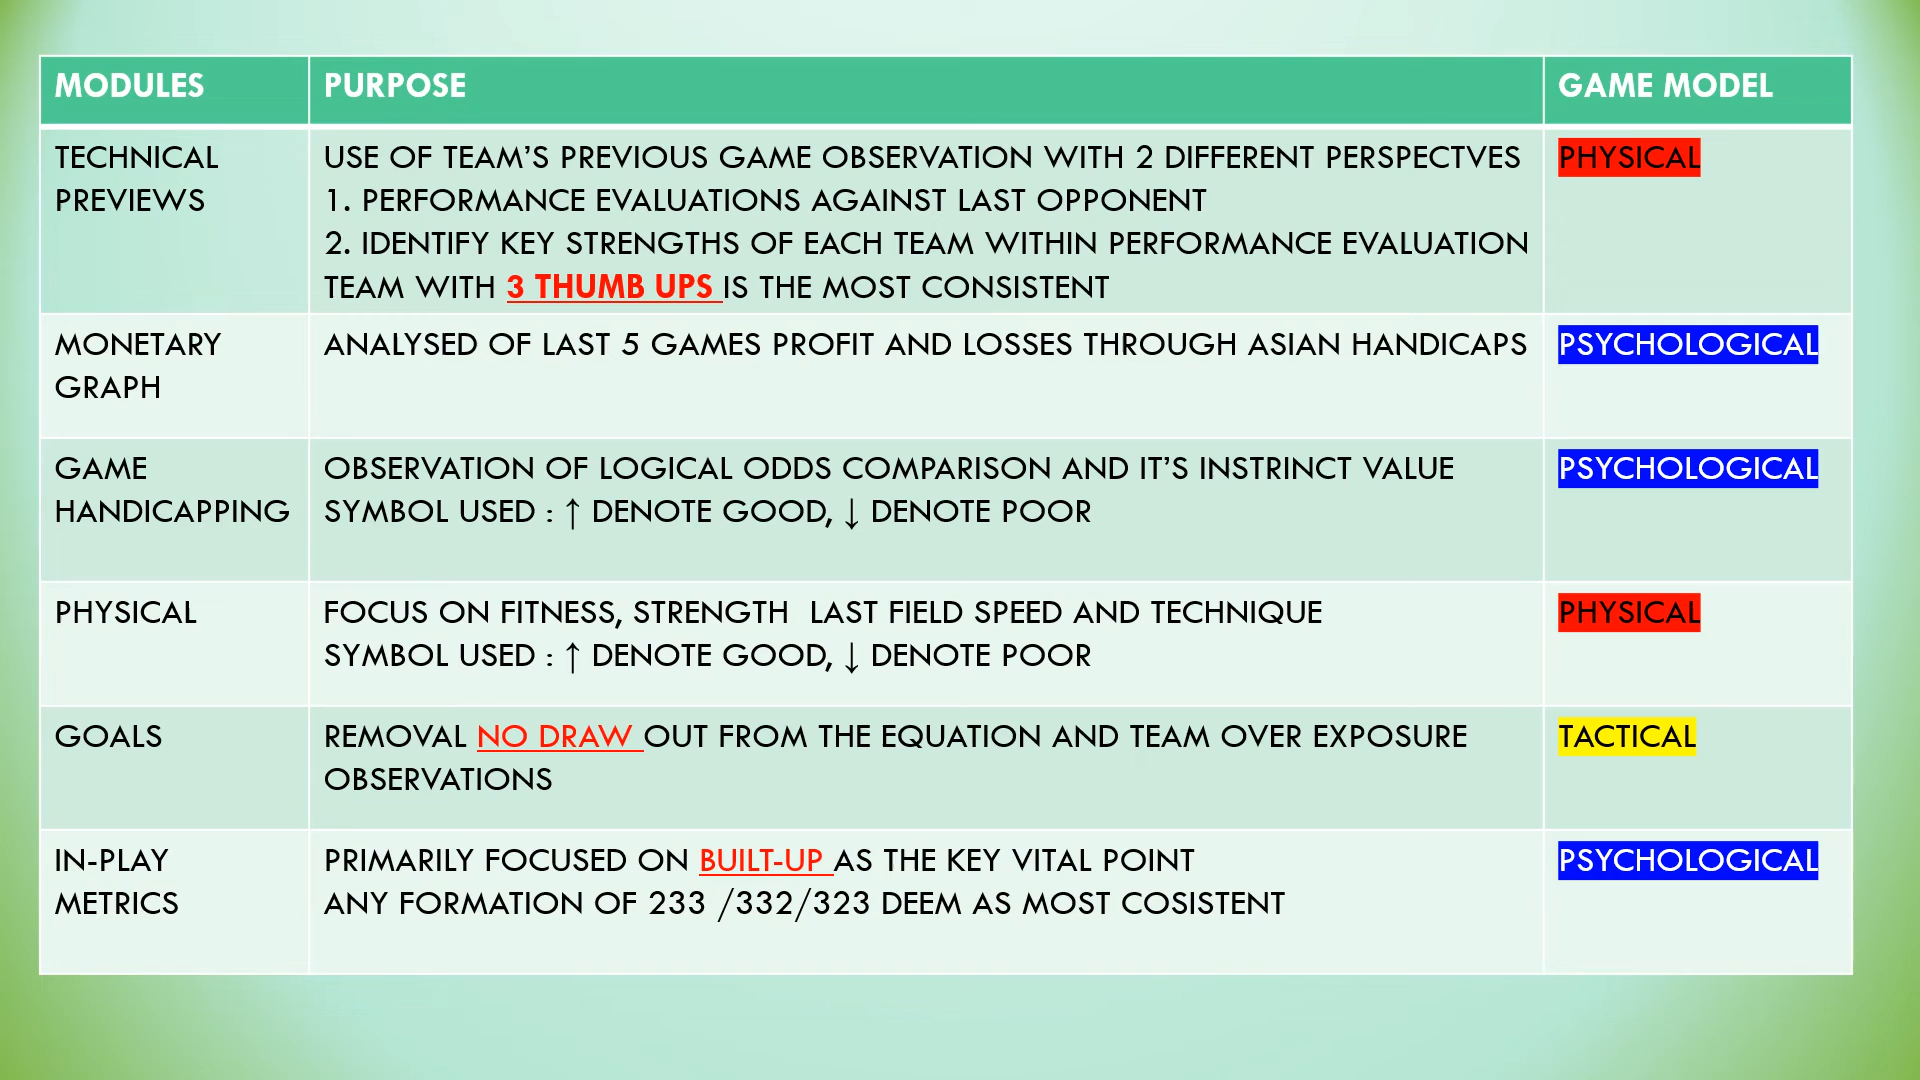 MODULES
PURPOSE
GAME MODEL
TECHNICAL
PREVIEWS
USE OF TEAM’S PREVIOUS GAME OBSERVATION WITH 2 DIFFERENT PERSPECTVES
1. PERFORMANCE EVALUATIONS AGAINST LAST OPPONENT
2. IDENTIFY KEY STRENGTHS OF EACH TEAM WITHIN PERFORMANCE EVALUATION
TEAM WITH 3 THUMB UPS IS THE MOST CONSISTENT
PHYSICAL
MONETARY
GRAPH
ANALYSED OF LAST 5 GAMES PROFIT AND LOSSES THROUGH ASIAN HANDICAPS
PSYCHOLOGICAL
GAME
HANDICAPPING
OBSERVATION OF LOGICAL ODDS COMPARISON AND IT’S INSTRINCT VALUE
SYMBOL USED : ↑ DENOTE GOOD, ↓ DENOTE POOR
PSYCHOLOGICAL
PHYSICAL
FOCUS ON FITNESS, STRENGTH  LAST FIELD SPEED AND TECHNIQUE
SYMBOL USED : ↑ DENOTE GOOD, ↓ DENOTE POOR
PHYSICAL
GOALS
REMOVAL NO DRAW OUT FROM THE EQUATION AND TEAM OVER EXPOSURE
OBSERVATIONS
TACTICAL
IN-PLAY
METRICS
PRIMARILY FOCUSED ON BUILT-UP AS THE KEY VITAL POINT
ANY FORMATION OF 233 /332/323 DEEM AS MOST COSISTENT
PSYCHOLOGICAL